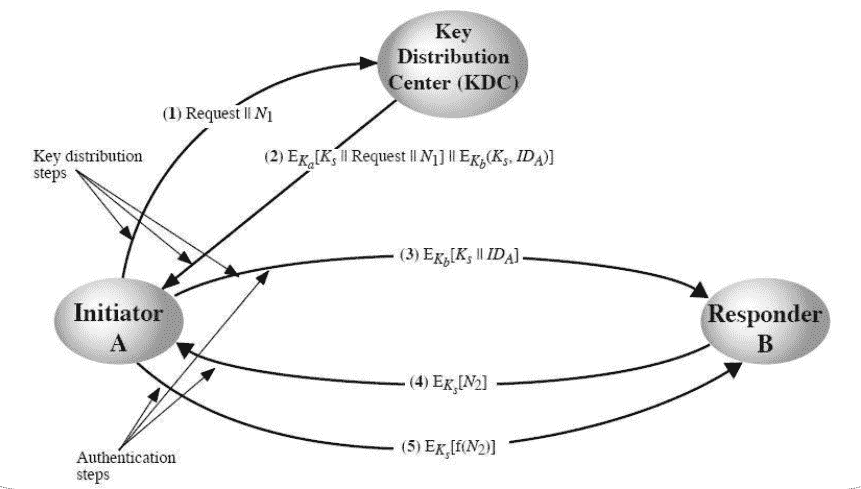 Key
Distribution
Center (KDC)
(1) Request || N1
Key distribution
steps
(2) EKa[Ks || Request || N1] || EKb(Ks, IDA)]
(3) EKb[Ks || IDA]
Initiator
A
Responder
B
(4) EKs[N2]
(5) EKs[f(N2)]
Authentication
steps